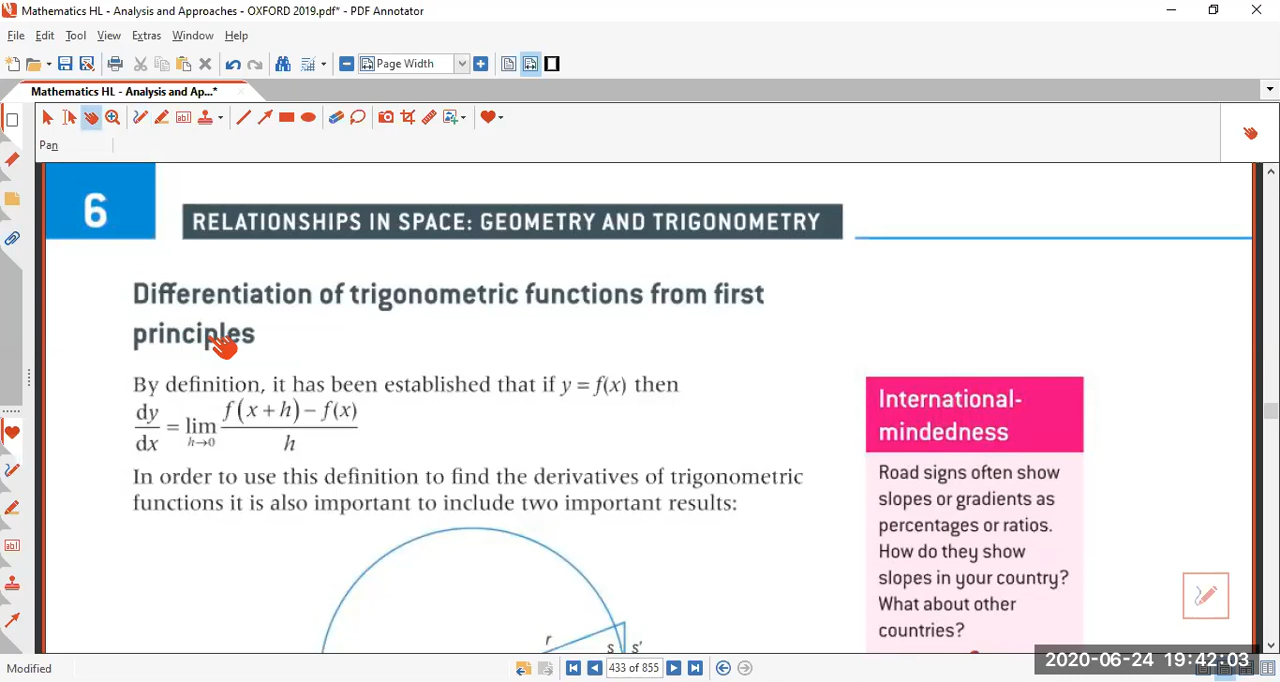 Mathematics HL - Analysis and Approaches - OXFORD 2019.pdf* - PDF Annotator
File Edit Tool View Extras Window Help
Page Width
Mathematics HL - Analysis and Ap...*
Pan
6
RELATIONSHIPS IN SPACE: GEOMETRY AND TRIGONOMETRY
Differentiation of trigonometric functions from first
principles
By definition, it has been established that if y = f(x) then
dy/dx = lim h→0 f(x + h) − f(x) / h
In order to use this definition to find the derivatives of trigonometric
functions it is also important to include two important results:
r
s s'
International-
mindedness
Road signs often show
slopes or gradients as
percentages or ratios.
How do they show
slopes in your country?
What about other
countries?
Modified
433 of 855
2020-06-24 19:42:03